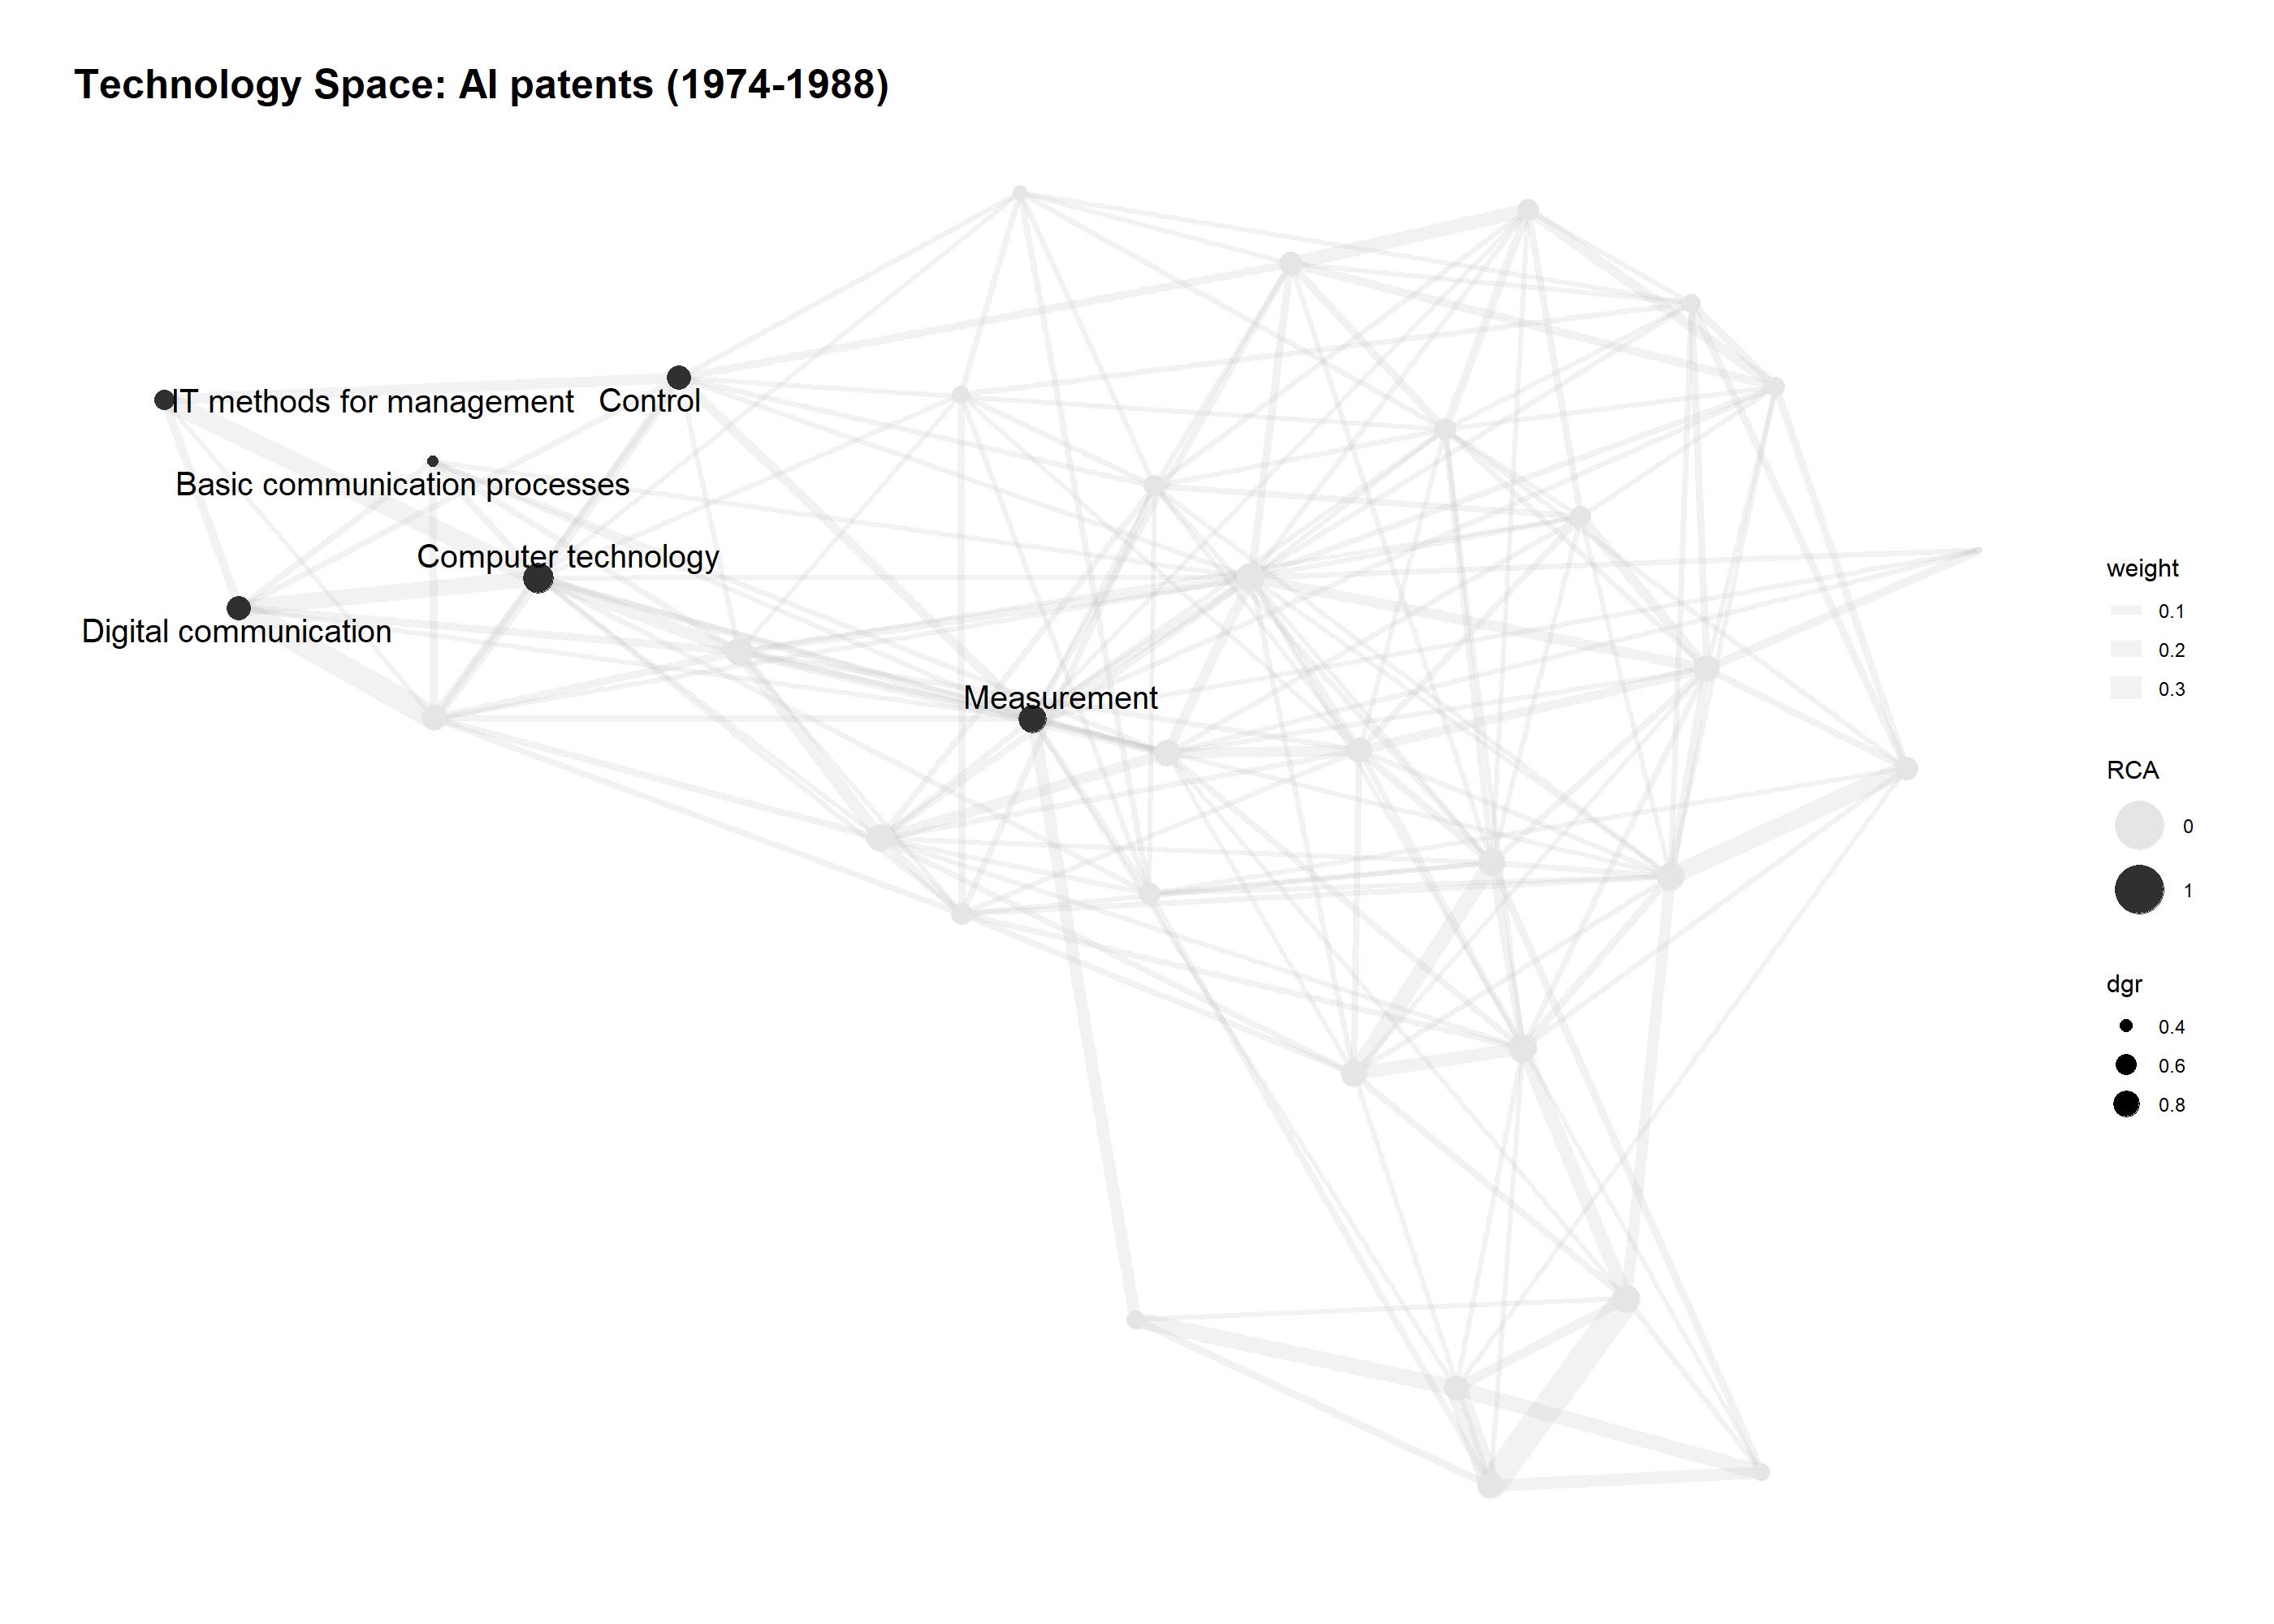 Technology Space: AI patents (1974-1988)
IT methods for management
Control
Basic communication processes
Computer technology
Digital communication
Measurement
weight
0.1
0.2
0.3
RCA
0
1
dgr
0.4
0.6
0.8